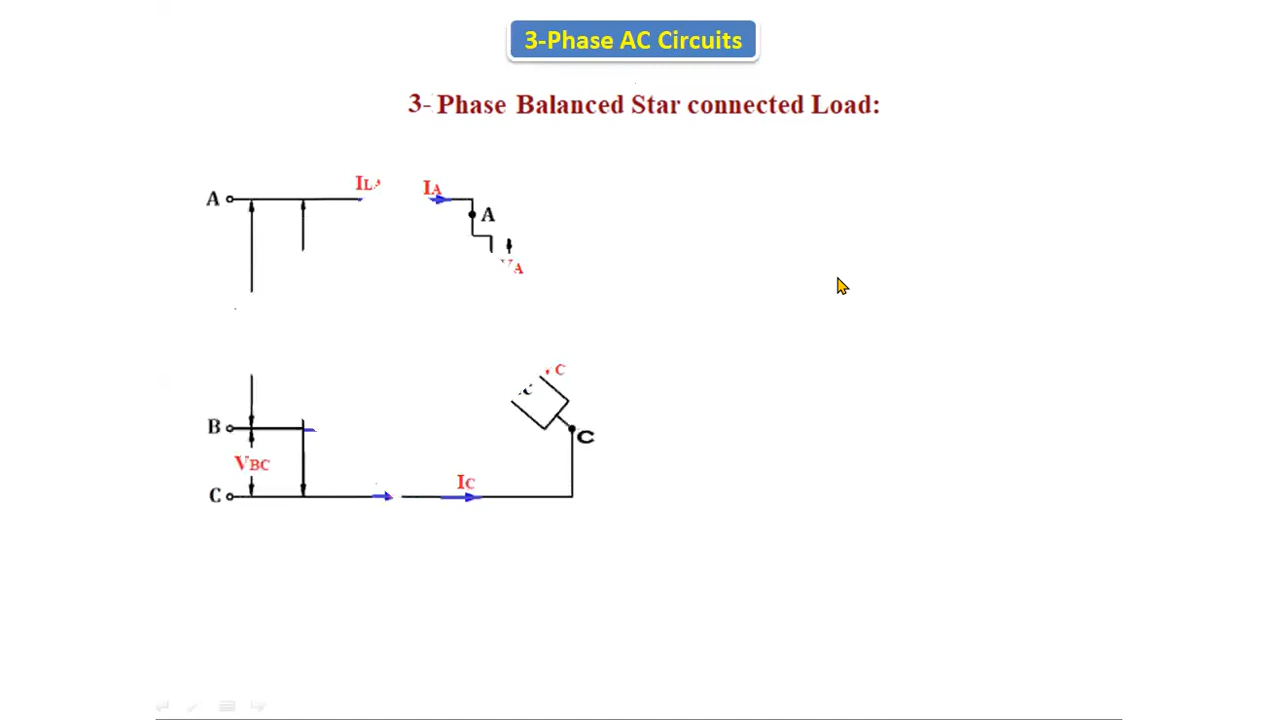 3-Phase AC Circuits
3- Phase Balanced Star connected Load:
A
IA
A
B
VBC
C
IC
C
C